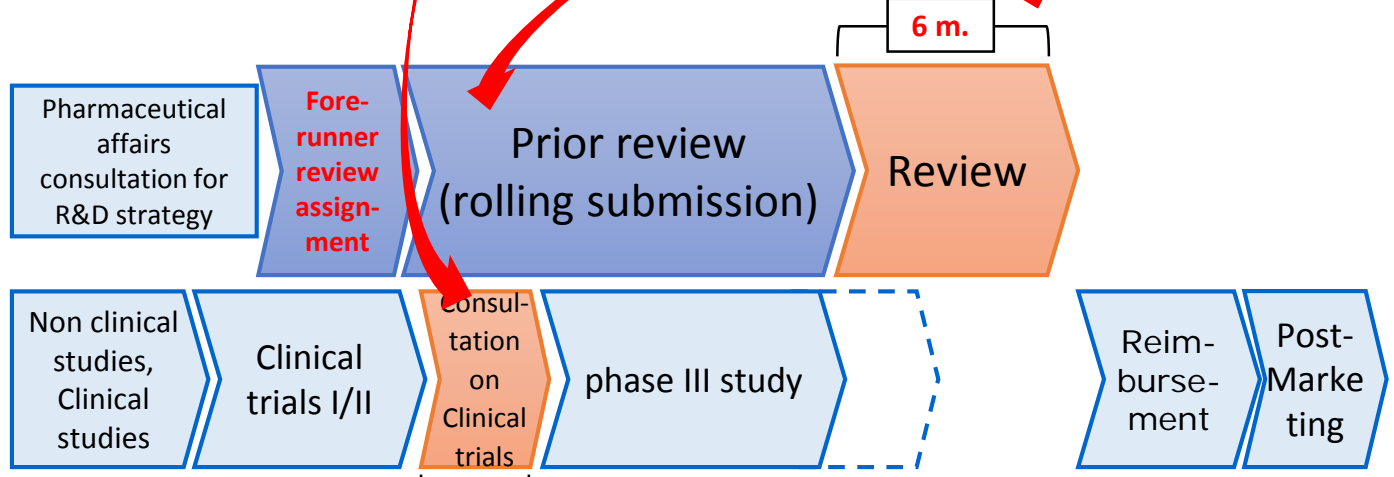 6 m.
Pharmaceutical
affairs
consultation for
R&D strategy
Fore-
runner
review
assign-
ment
Prior review
(rolling submission)
Review
Non clinical
studies,
Clinical
studies
Clinical
trials I/II
Consul-
tation
on
Clinical
trials
phase III study
Reim-
burse-
ment
Post-
Marke
ting